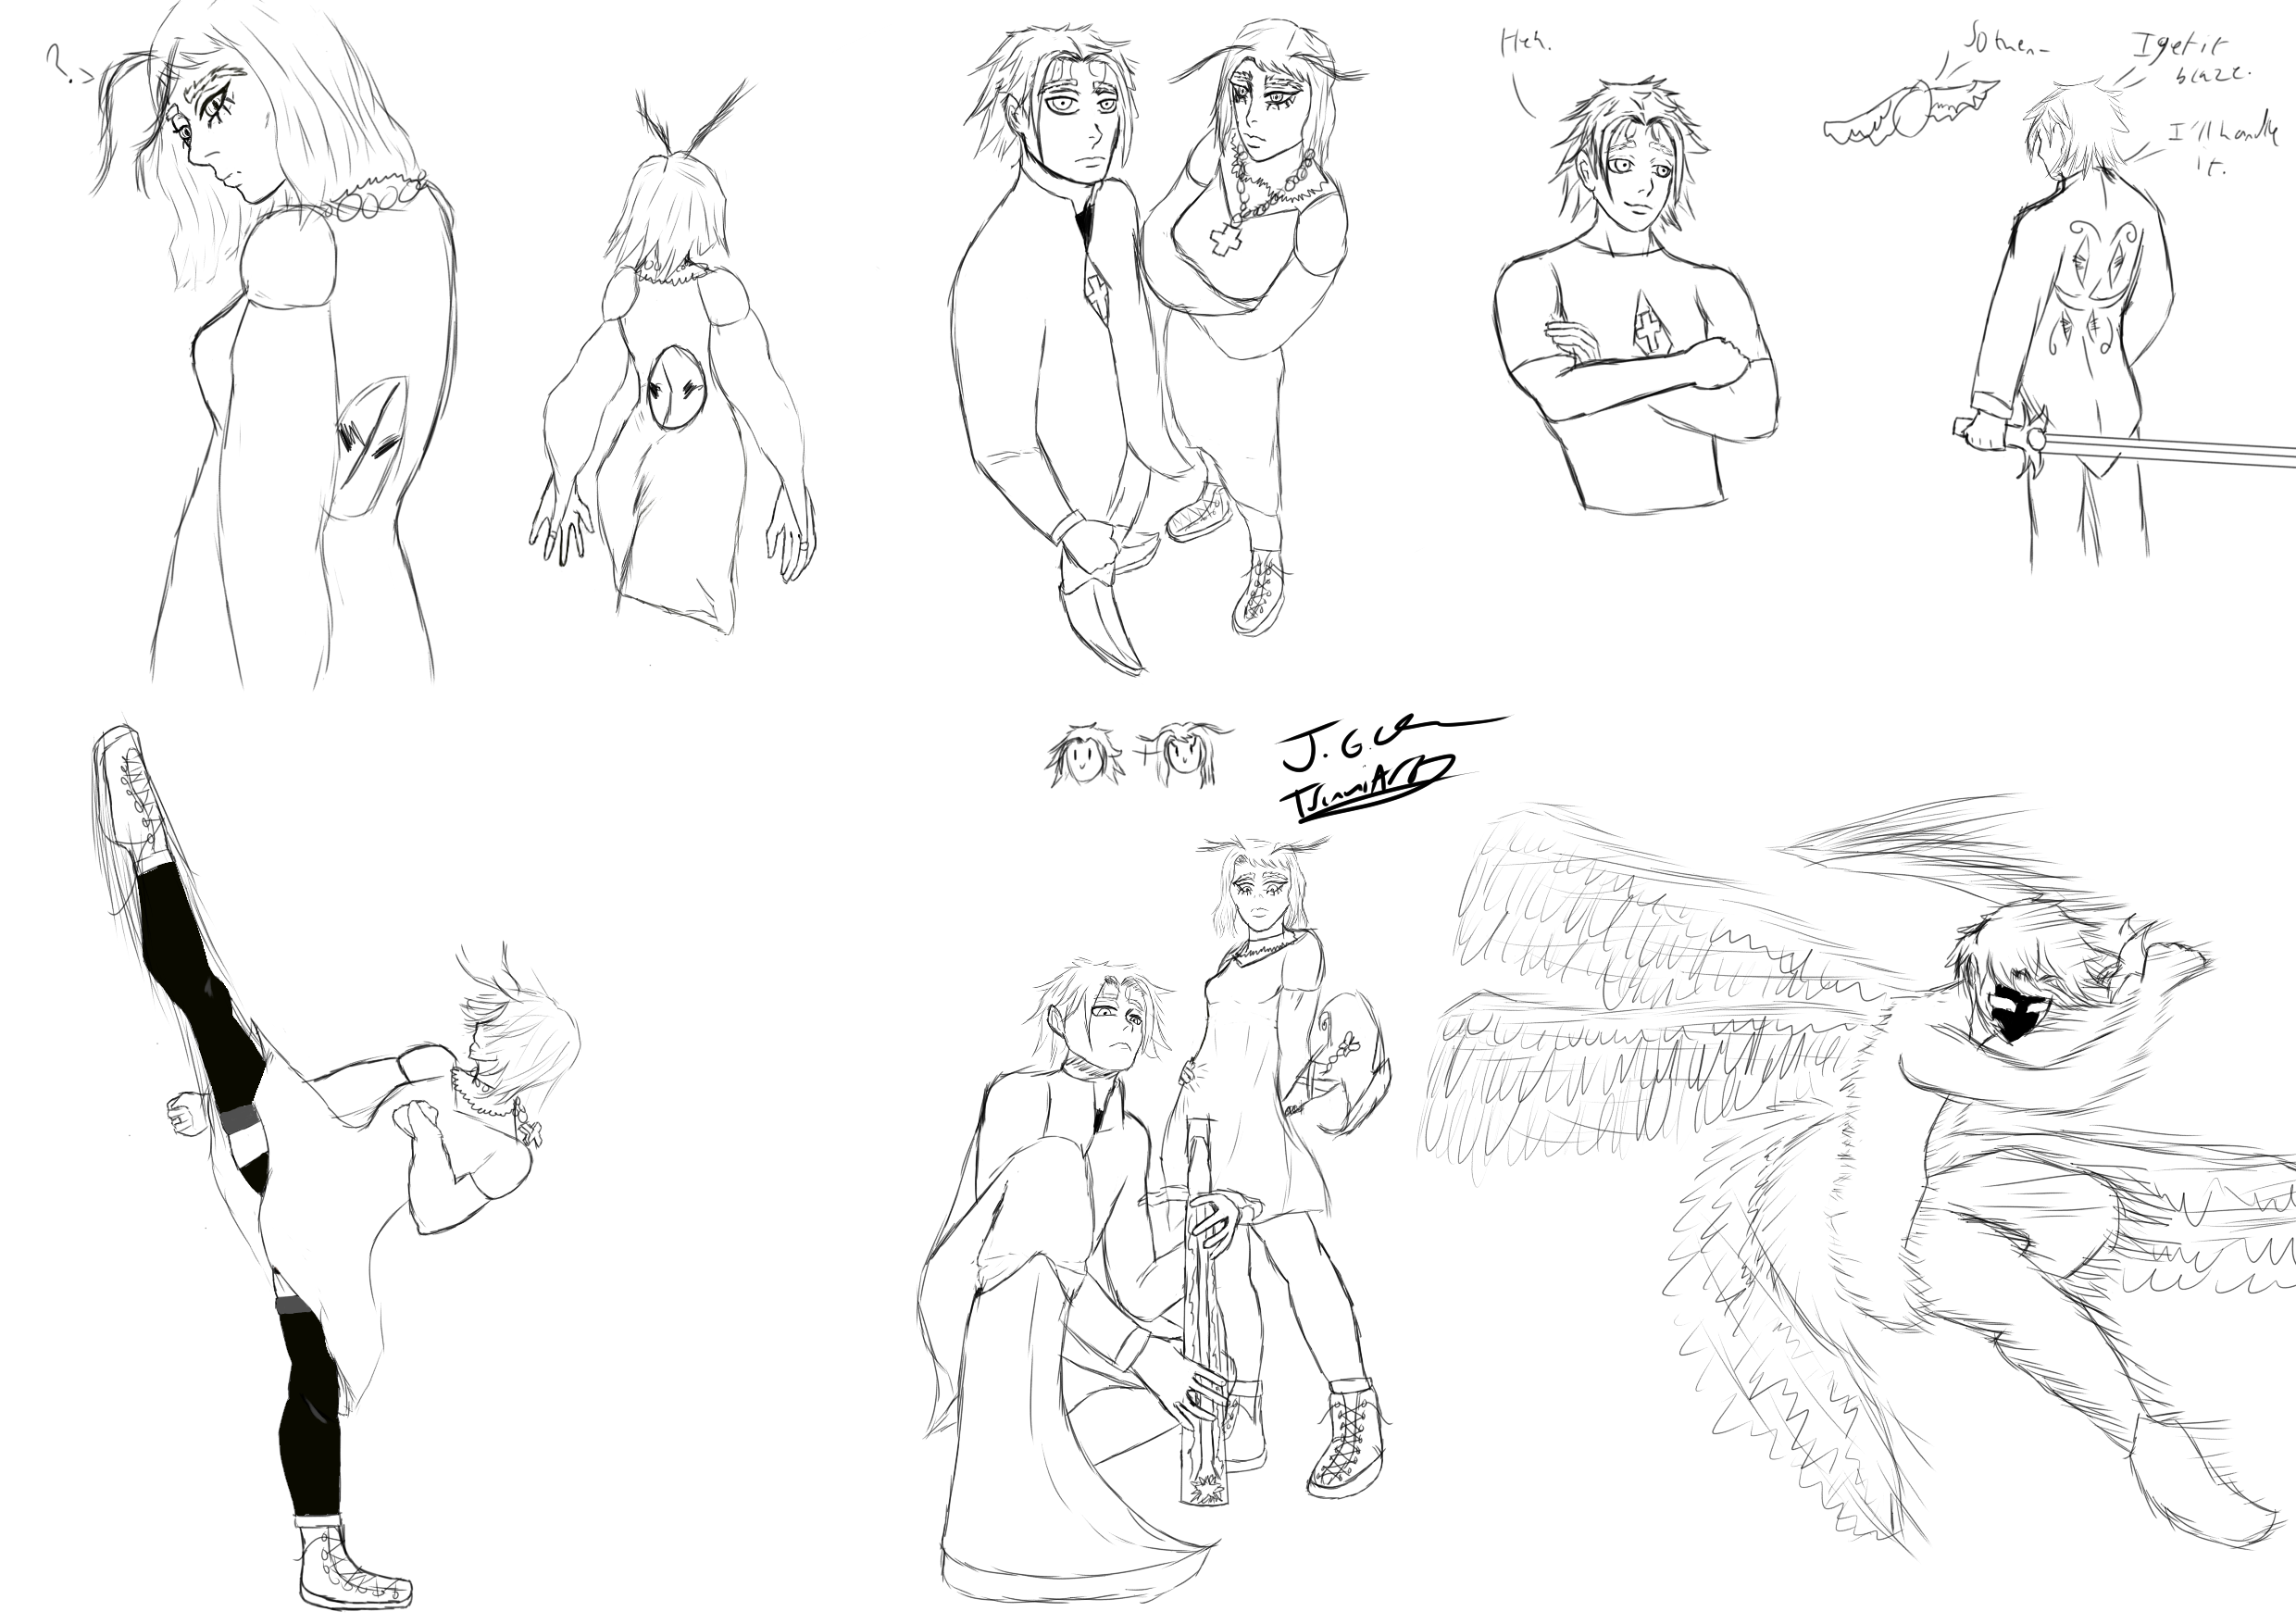 ?
Heh.
So then-
I get it
blaze.
I'll handle
it.
J. G.